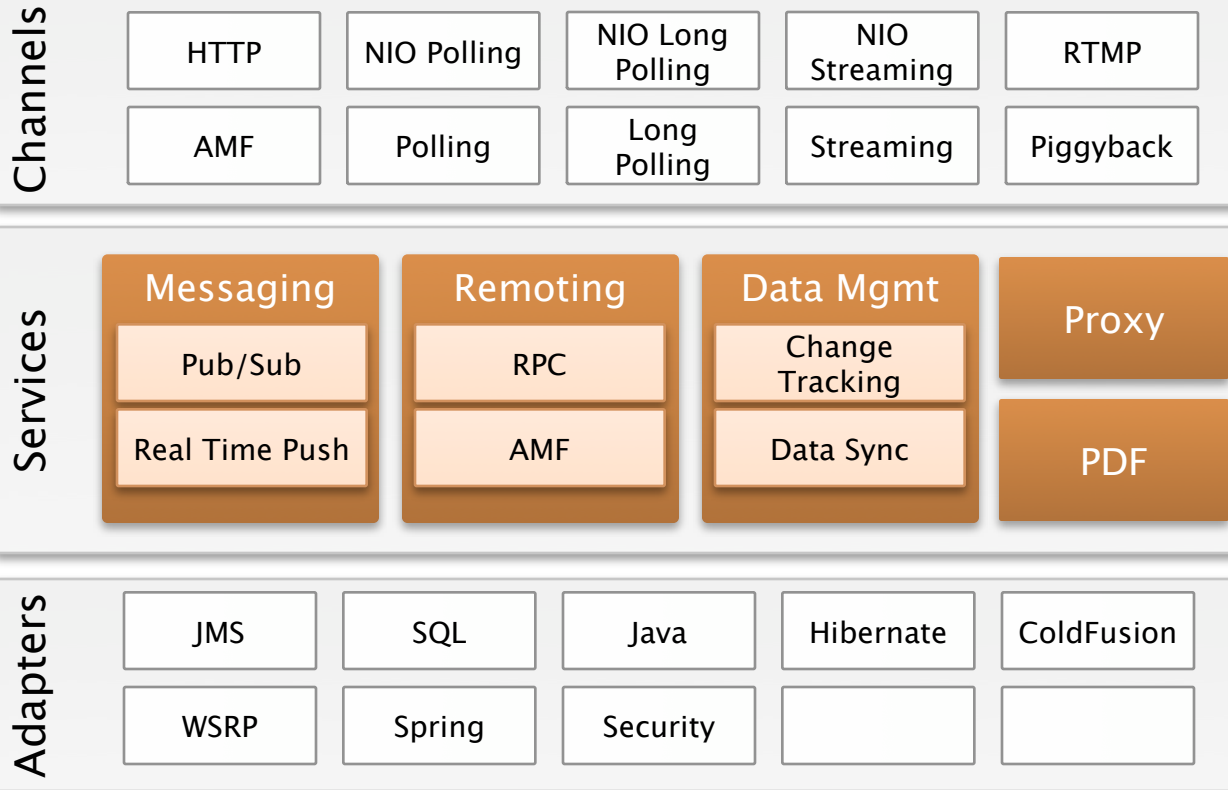 Channels
HTTP
NIO Polling
NIO Long
Polling
NIO
Streaming
RTMP
AMF
Polling
Long
Polling
Streaming
Piggyback
Services
Messaging
Pub/Sub
Real Time Push
Remoting
RPC
AMF
Data Mgmt
Change
Tracking
Data Sync
Proxy
PDF
Adapters
JMS
SQL
Java
Hibernate
ColdFusion
WSRP
Spring
Security